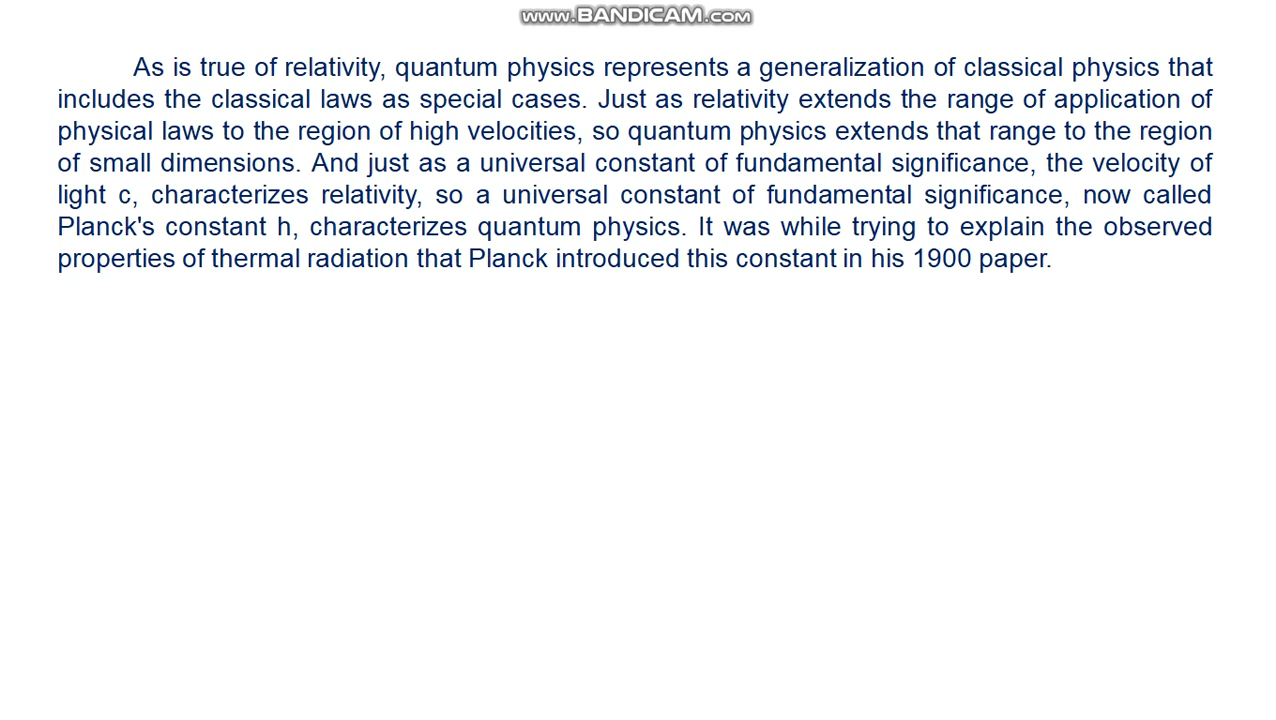 www.BANDICAM.com
As is true of relativity, quantum physics represents a generalization of classical physics that
includes the classical laws as special cases. Just as relativity extends the range of application of
physical laws to the region of high velocities, so quantum physics extends that range to the region
of small dimensions. And just as a universal constant of fundamental significance, the velocity of
light c, characterizes relativity, so a universal constant of fundamental significance, now called
Planck's constant h, characterizes quantum physics. It was while trying to explain the observed
properties of thermal radiation that Planck introduced this constant in his 1900 paper.